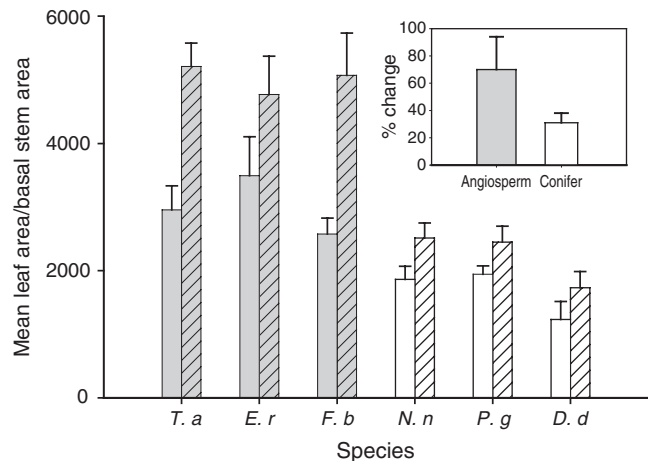 Mean leaf area/basal stem area
6000
4000
2000
0
T. a E. r F. b N. n P. g D. d
Species
% change
100
80
60
40
20
0
Angiosperm Conifer